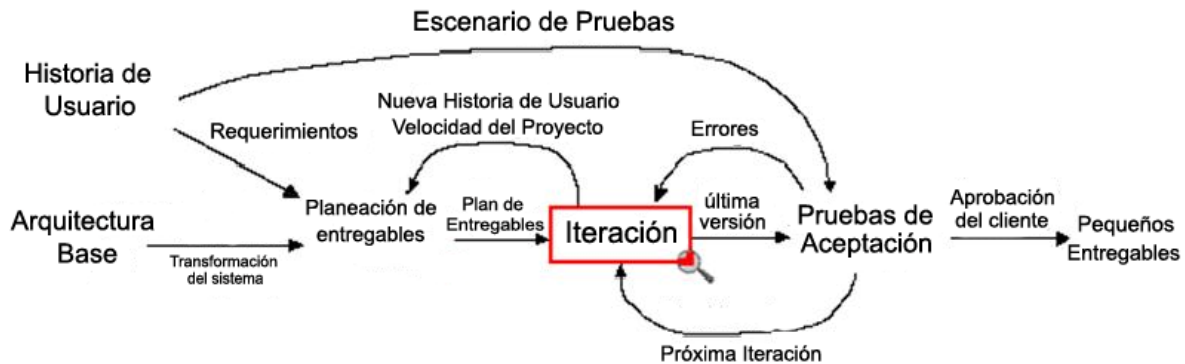 Escenario de Pruebas
Historia de
Usuario
Nueva Historia de Usuario
Velocidad del Proyecto
Requerimientos
Errores
Arquitectura
Base
Transformación
del sistema
Planeación de
entregables
Plan de
Entregables
Iteración
última
versión
Pruebas de
Aceptación
Aprobación
del cliente
Pequeños
Entregables
Próxima Iteración